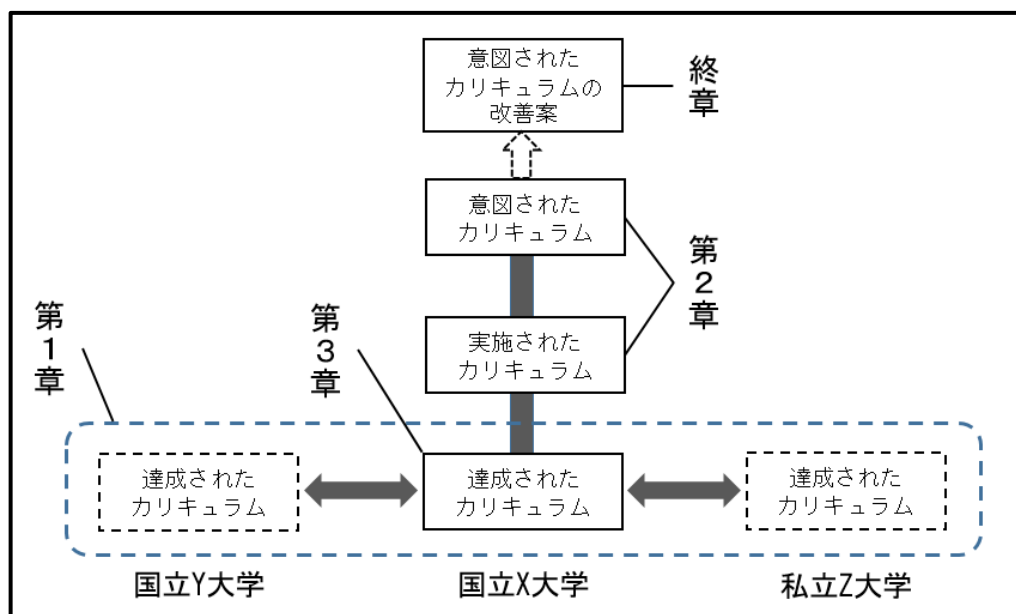 意図された
カリキュラムの
改善案
終章
意図された
カリキュラム
第2章
実施された
カリキュラム
第1章
第3章
達成された
カリキュラム
達成された
カリキュラム
達成された
カリキュラム
国立Y大学
国立X大学
私立Z大学